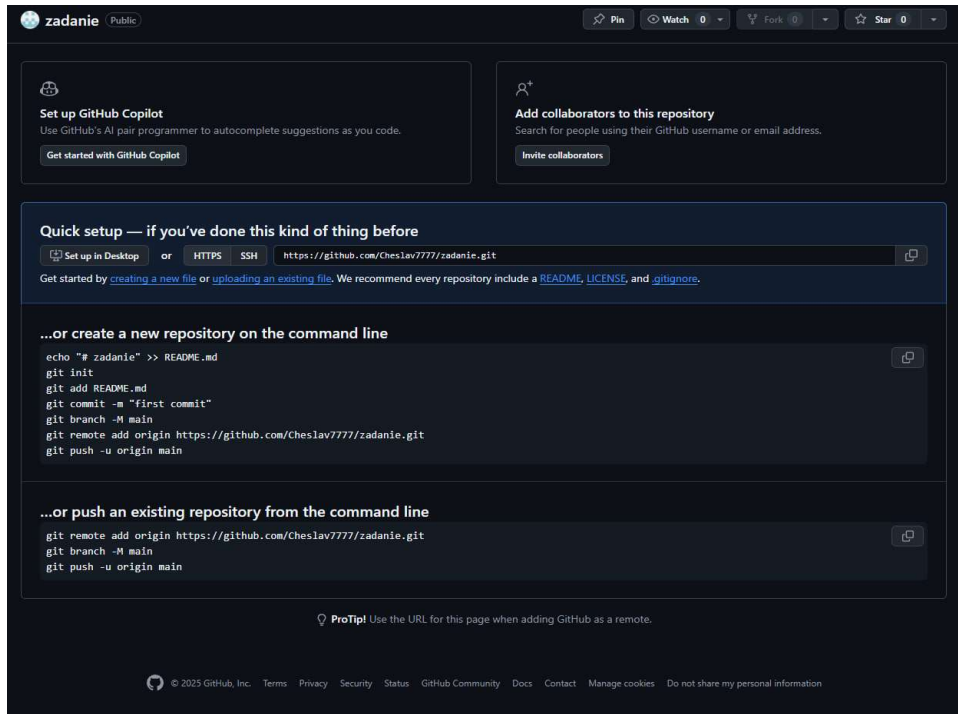 zadanie Public
Pin Watch 0 Fork 0 Star 0
Set up GitHub Copilot
Use GitHub's AI pair programmer to autocomplete suggestions as you code.
Get started with GitHub Copilot
Add collaborators to this repository
Search for people using their GitHub username or email address.
Invite collaborators
Quick setup — if you've done this kind of thing before
Set up in Desktop or HTTPS SSH https://github.com/Cheslav7777/zadanie.git
Get started by creating a new file or uploading an existing file. We recommend every repository include a README, LICENSE, and .gitignore.
...or create a new repository on the command line
echo "# zadanie" >> README.md
git init
git add README.md
git commit -m "first commit"
git branch -M main
git remote add origin https://github.com/Cheslav7777/zadanie.git
git push -u origin main
...or push an existing repository from the command line
git remote add origin https://github.com/Cheslav7777/zadanie.git
git branch -M main
git push -u origin main
ProTip! Use the URL for this page when adding GitHub as a remote.
© 2025 GitHub, Inc. Terms Privacy Security Status GitHub Community Docs Contact Manage cookies Do not share my personal information